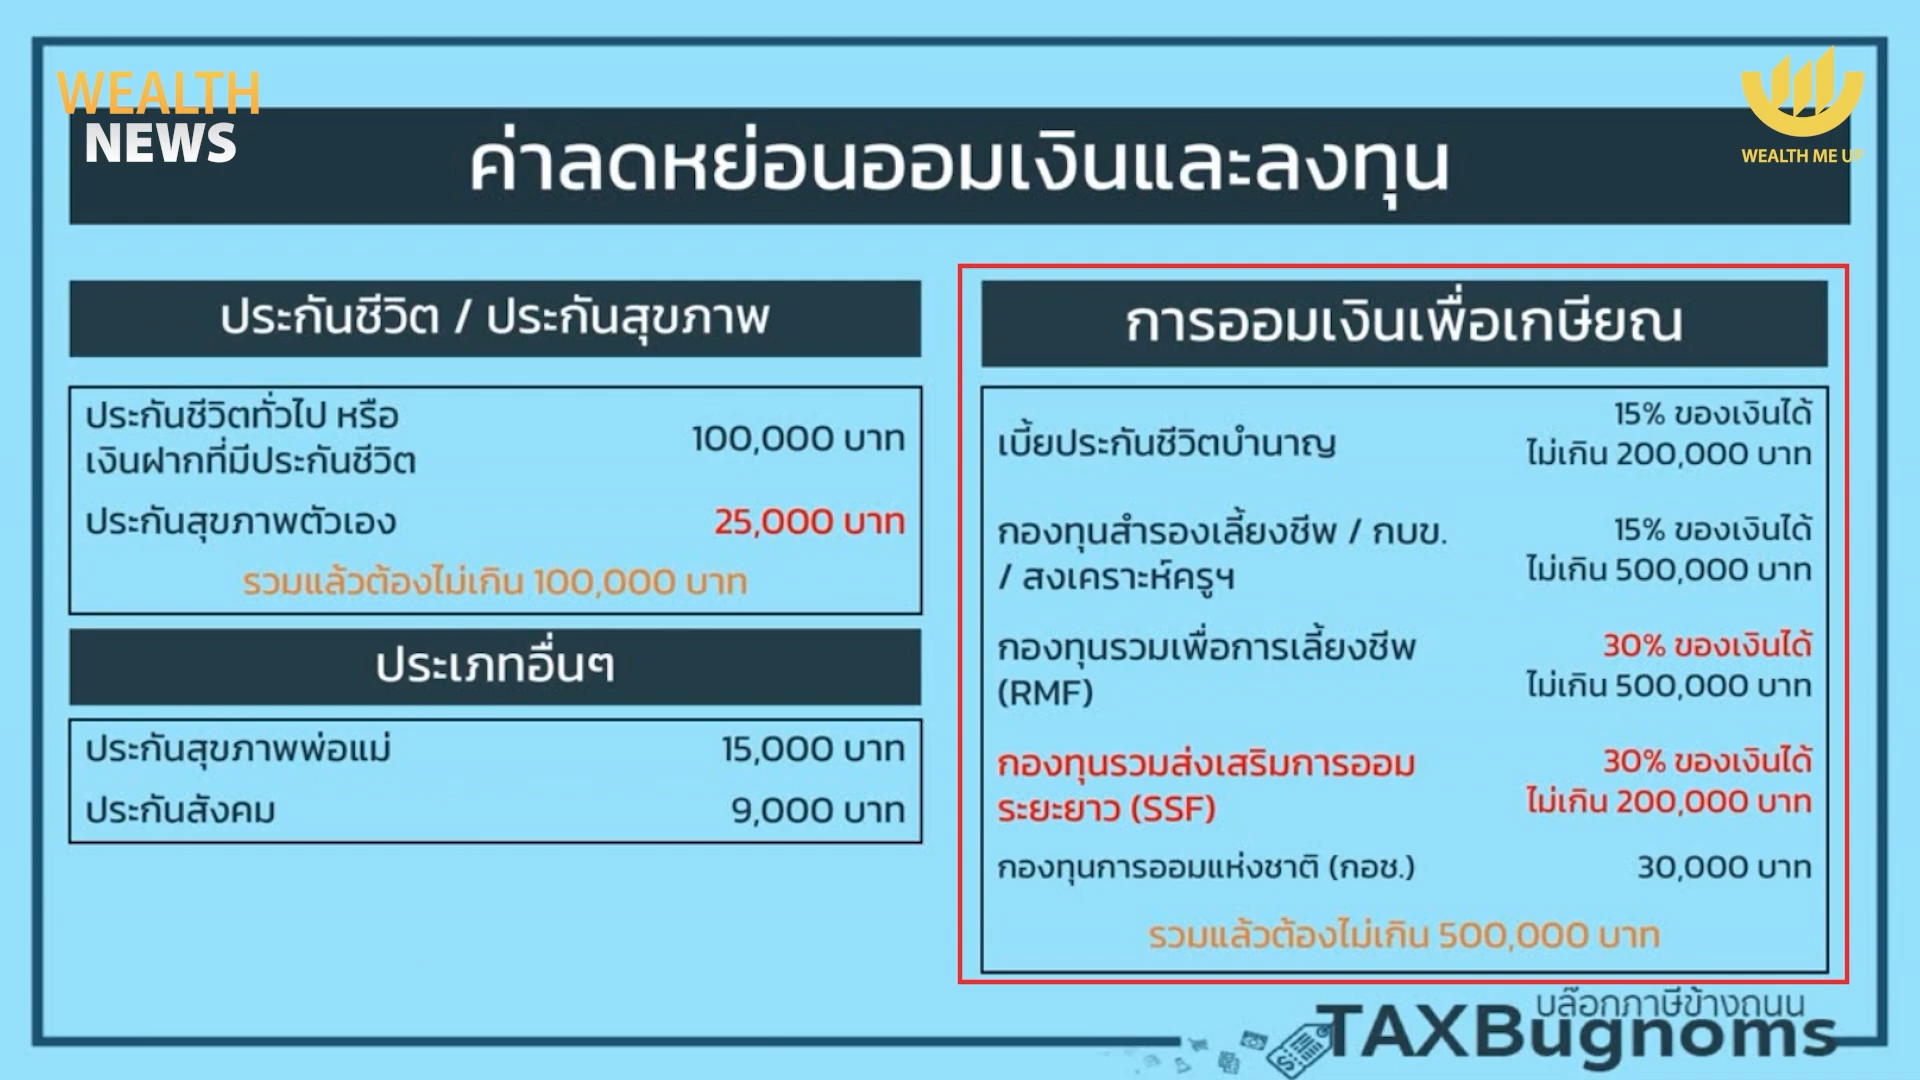 WEALTH
NEWS
WEALTH ME UP
ค่าลดหย่อนออมเงินและลงทุน
ประกันชีวิต / ประกันสุขภาพ
ประกันชีวิตทั่วไป หรือ
เงินฝากที่มีประกันชีวิต
100,000 บาท
ประกันสุขภาพตัวเอง
25,000 บาท
รวมแล้วต้องไม่เกิน 100,000 บาท
ประเภทอื่นๆ
ประกันสุขภาพพ่อแม่
15,000 บาท
ประกันสังคม
9,000 บาท
การออมเงินเพื่อเกษียณ
เบี้ยประกันชีวิตบำนาญ
15% ของเงินได้
ไม่เกิน 200,000 บาท
กองทุนสำรองเลี้ยงชีพ / กบข.
/ สงเคราะห์ครูฯ
15% ของเงินได้
ไม่เกิน 500,000 บาท
กองทุนรวมเพื่อการเลี้ยงชีพ
(RMF)
30% ของเงินได้
ไม่เกิน 500,000 บาท
กองทุนรวมส่งเสริมการออม
ระยะยาว (SSF)
30% ของเงินได้
ไม่เกิน 200,000 บาท
กองทุนการออมแห่งชาติ (กอช.)
30,000 บาท
รวมแล้วต้องไม่เกิน 500,000 บาท
บล๊อกภาษีข้างถนน
TAXBugnoms